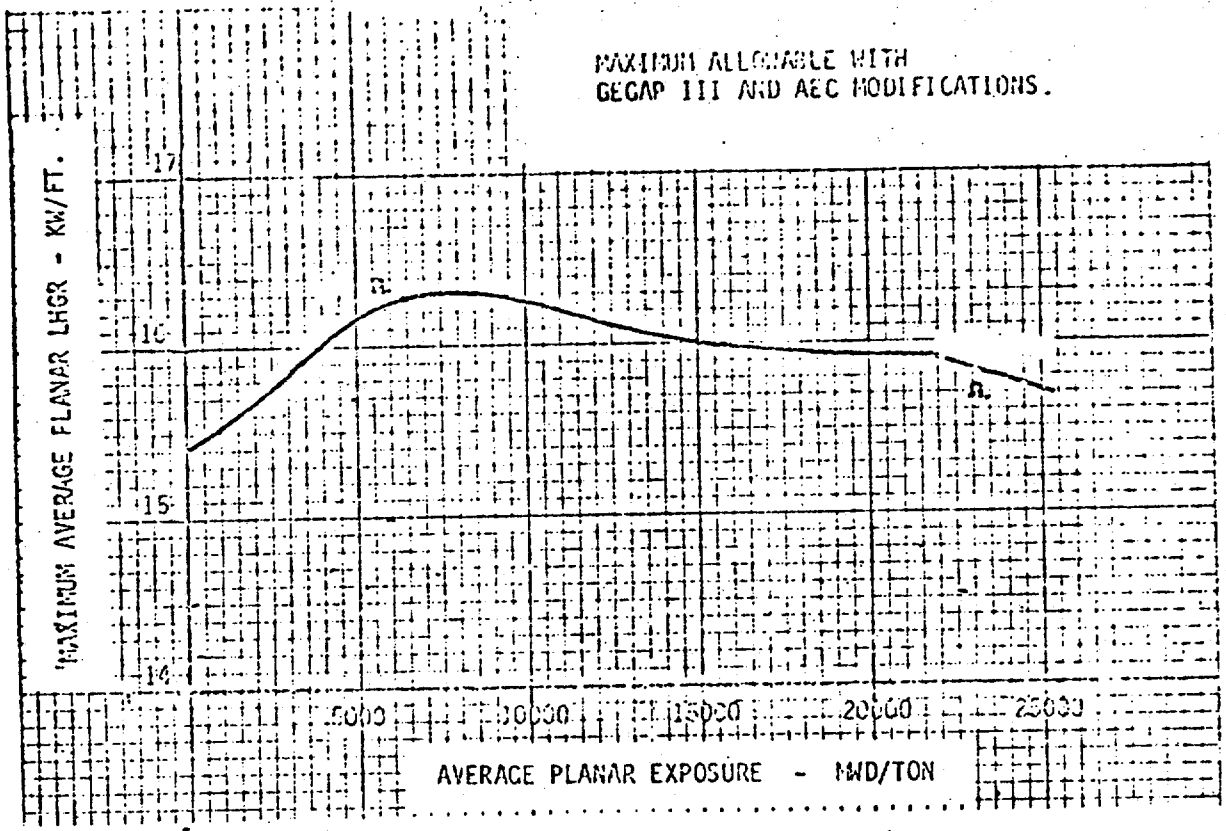 MAXIMUM ALLOWABLE WITH
GEGAP III AND AEC MODIFICATIONS.
MAXIMUM AVERAGE PLANAR LHGR - KW/FT.
17
16
15
14
5000 10000 15000 20000 25000
AVERAGE PLANAR EXPOSURE - MWD/TON